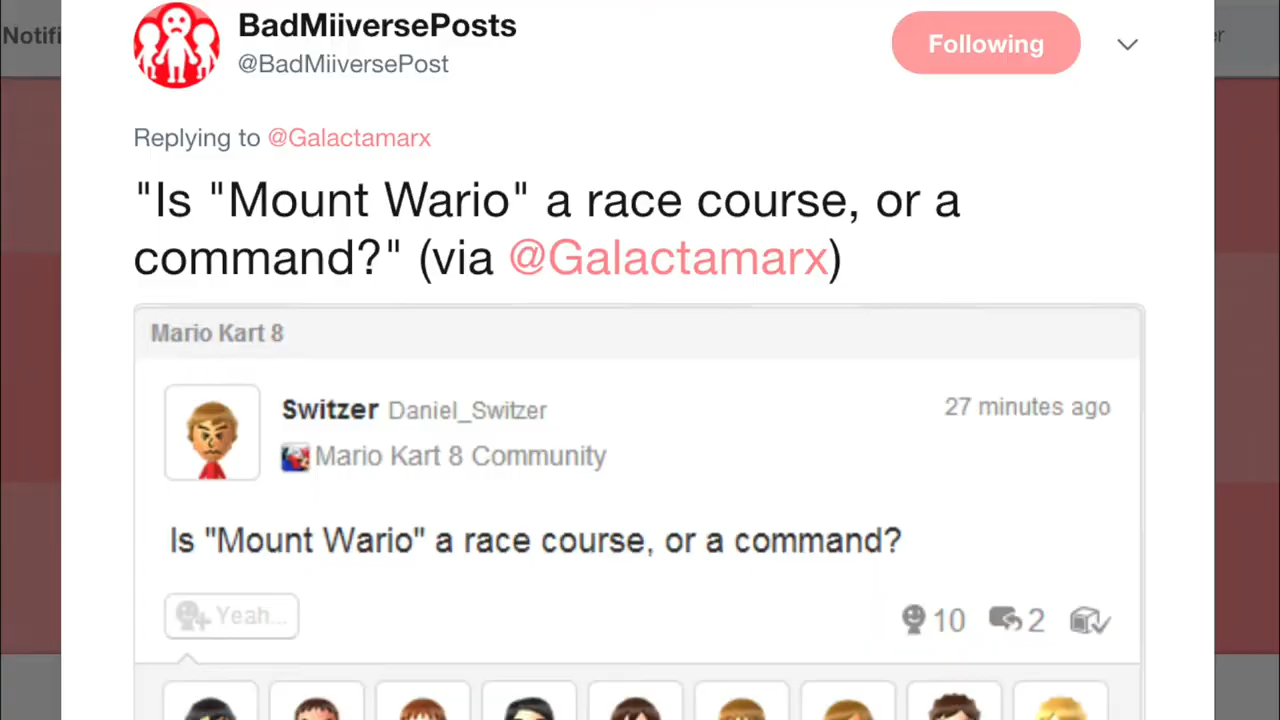 Notifi
BadMiiversePosts
@BadMiiversePost
Following
Replying to @Galactamarx
"Is "Mount Wario" a race course, or a
command?" (via @Galactamarx)
Mario Kart 8
Switzer Daniel_Switzer
27 minutes ago
Mario Kart 8 Community
Is "Mount Wario" a race course, or a command?
Yeah...
10
2